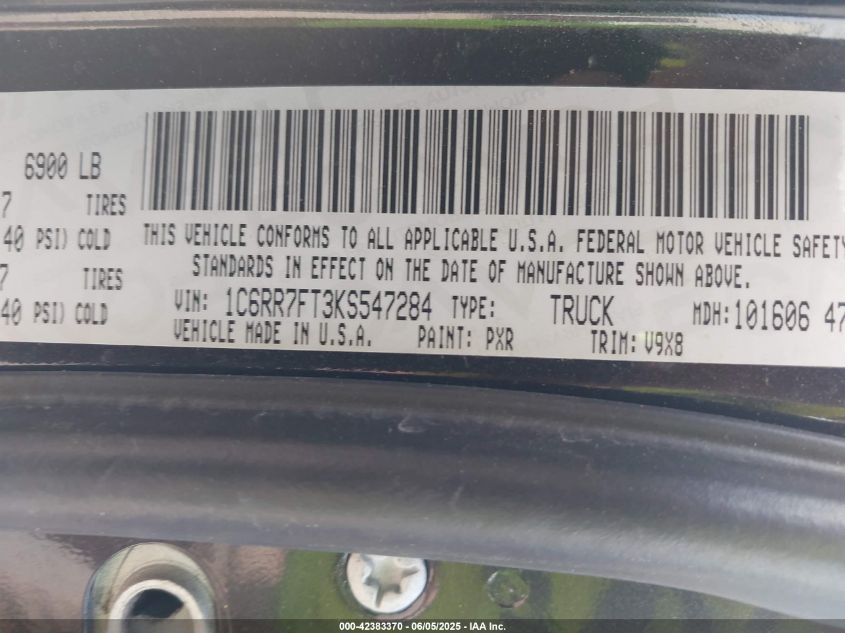 6900 LB
7 TIRES
40 PSI) COLD
7 TIRES
40 PSI) COLD
THIS VEHICLE CONFORMS TO ALL APPLICABLE U.S.A. FEDERAL MOTOR VEHICLE SAFETY
STANDARDS IN EFFECT ON THE DATE OF MANUFACTURE SHOWN ABOVE.
VIN: 1C6RR7FT3KS547284 TYPE: TRUCK MDH:101606 47
VEHICLE MADE IN U.S.A. PAINT: PXR TRIM: V9X8
000-42383370 - 06/05/2025 - IAA Inc.